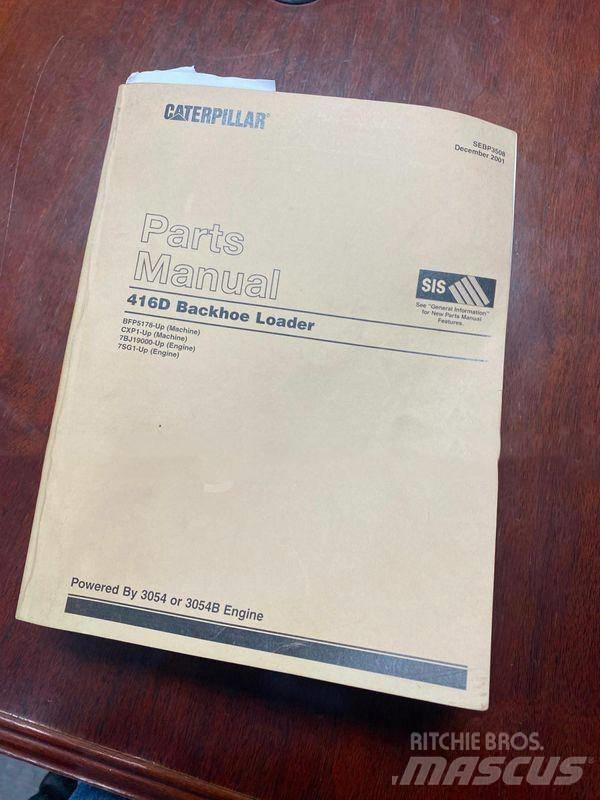 CATERPILLAR®
SEBP3508
December 2001
Parts
Manual
416D Backhoe Loader
BFP5178-Up (Machine)
CXP1-Up (Machine)
7BJ19000-Up (Engine)
7SG1-Up (Engine)
SIS
See "General Information"
for New Parts Manual
Features.
Powered By 3054 or 3054B Engine
RITCHIE BROS.
MASCUS